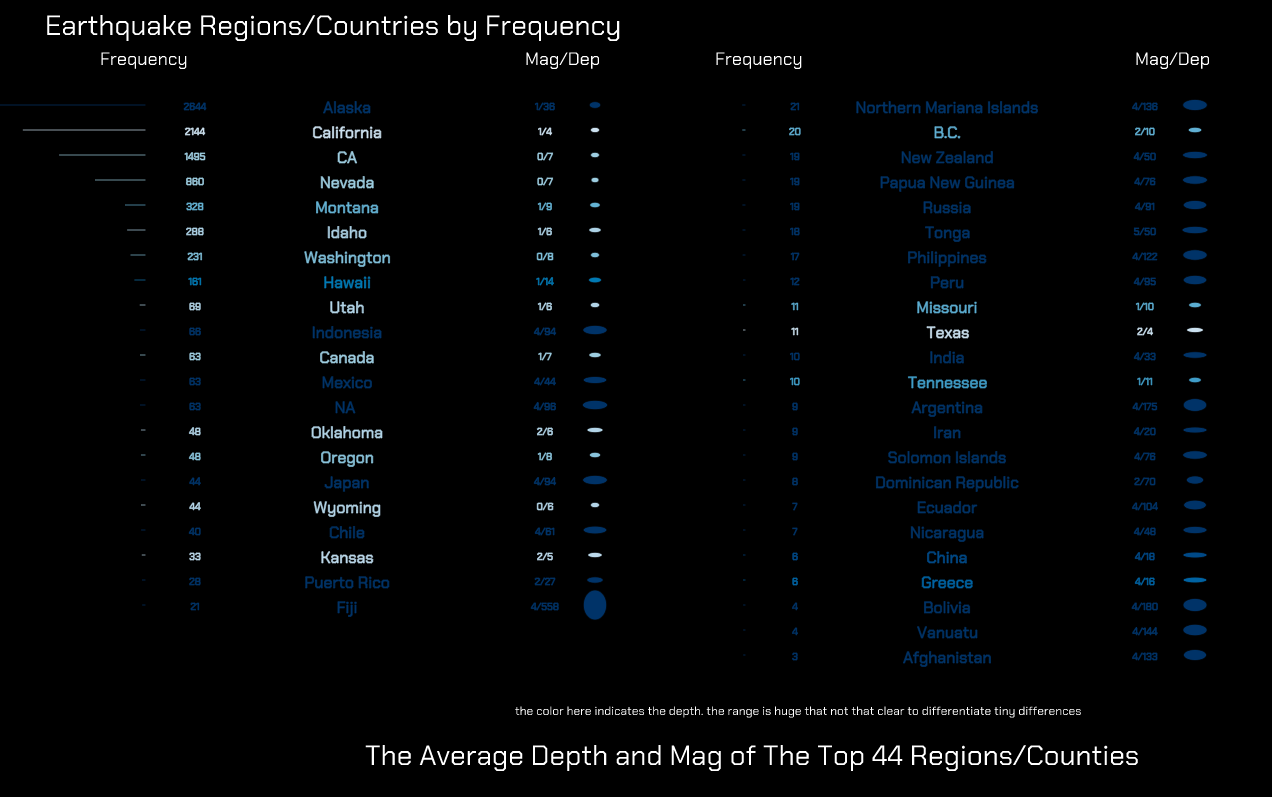 Earthquake Regions/Countries by Frequency
Frequency Mag/Dep Frequency Mag/Dep
2644 Alaska 1/36
2144 California 1/4
1495 CA 0/7
860 Nevada 0/7
328 Montana 1/9
288 Idaho 1/6
231 Washington 0/8
161 Hawaii 1/14
69 Utah 1/6
66 Indonesia 4/94
63 Canada 1/7
63 Mexico 4/44
63 NA 4/98
48 Oklahoma 2/6
48 Oregon 1/8
44 Japan 4/94
44 Wyoming 0/6
40 Chile 4/61
33 Kansas 2/5
28 Puerto Rico 2/27
21 Fiji 4/558
21 Northern Mariana Islands 4/136
20 B.C. 2/10
19 New Zealand 4/50
19 Papua New Guinea 4/76
19 Russia 4/91
18 Tonga 5/50
17 Philippines 4/122
12 Peru 4/95
11 Missouri 1/10
11 Texas 2/4
10 India 4/33
10 Tennessee 1/11
9 Argentina 4/175
9 Iran 4/20
9 Solomon Islands 4/76
8 Dominican Republic 2/70
7 Ecuador 4/104
7 Nicaragua 4/48
6 China 4/18
6 Greece 4/16
4 Bolivia 4/180
4 Vanuatu 4/144
3 Afghanistan 4/133
the color here indicates the depth. the range is huge that not that clear to differentiate tiny differences
The Average Depth and Mag of The Top 44 Regions/Counties